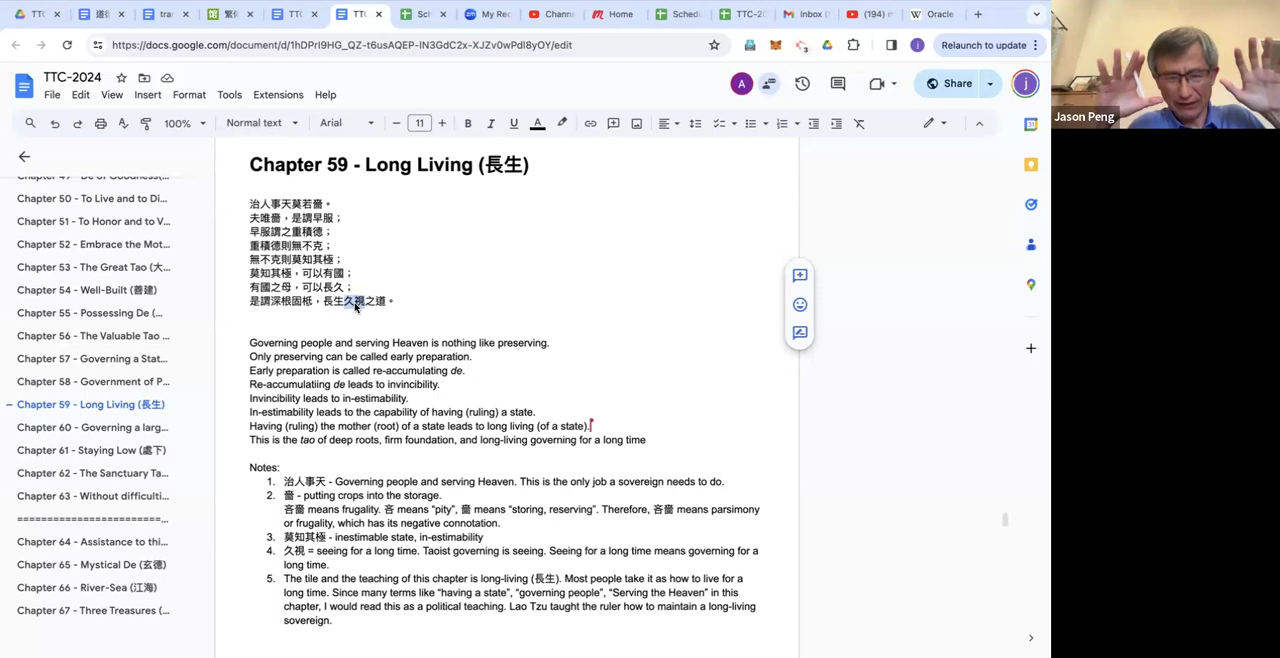 TTC
道德
tra
繁
TTC
TTC
Sch
My Rec
Chann
Home
Schedu
TTC-20
Inbox (
(194)
Oracle
https://docs.google.com/document/d/1hDPrI9HG_QZ-t6usAQEP-IN3GdC2x-XJZv0wPdI8yOY/edit
Relaunch to update
TTC-2024
File Edit View Insert Format Tools Extensions Help
A
Share
j
100% Normal text Arial 11 B I U A
Jason Peng
Chapter 50 - To Live and to Di...
Chapter 51 - To Honor and to V...
Chapter 52 - Embrace the Mot...
Chapter 53 - The Great Tao (大...
Chapter 54 - Well-Built (善建)
Chapter 55 - Possessing De (...
Chapter 56 - The Valuable Tao ...
Chapter 57 - Governing a Stat...
Chapter 58 - Government of P...
Chapter 59 - Long Living (長生)
Chapter 60 - Governing a larg...
Chapter 61 - Staying Low (處下)
Chapter 62 - The Sanctuary Ta...
Chapter 63 - Without difficulti...
========================...
Chapter 64 - Assistance to thi...
Chapter 65 - Mystical De (玄德)
Chapter 66 - River-Sea (江海)
Chapter 67 - Three Treasures (...
Chapter 59 - Long Living (長生)
治人事天莫若嗇。
夫唯嗇，是謂早服；
早服謂之重積德；
重積德則無不克；
無不克則莫知其極；
莫知其極，可以有國；
有國之母，可以長久；
是謂深根固柢，長生久視之道。
Governing people and serving Heaven is nothing like preserving.
Only preserving can be called early preparation.
Early preparation is called re-accumulating de.
Re-accumulatiing de leads to invincibility.
Invincibility leads to in-estimability.
In-estimability leads to the capability of having (ruling) a state.
Having (ruling) the mother (root) of a state leads to long living (of a state).
This is the tao of deep roots, firm foundation, and long-living governing for a long time
Notes:
1. 治人事天 - Governing people and serving Heaven. This is the only job a sovereign needs to do.
2. 嗇 - putting crops into the storage.
吝嗇 means frugality. 吝 means “pity”, 嗇 means “storing, reserving”. Therefore, 吝嗇 means parsimony
or frugality, which has its negative connotation.
3. 莫知其極 - inestimable state, in-estimability
4. 久視 = seeing for a long time. Taoist governing is seeing. Seeing for a long time means governing for a
long time.
5. The tile and the teaching of this chapter is long-living (長生). Most people take it as how to live for a
long time. Since many terms like “having a state”, “governing people”, “Serving the Heaven” in this
chapter, I would read this as a political teaching. Lao Tzu taught the ruler how to maintain a long-living
sovereign.